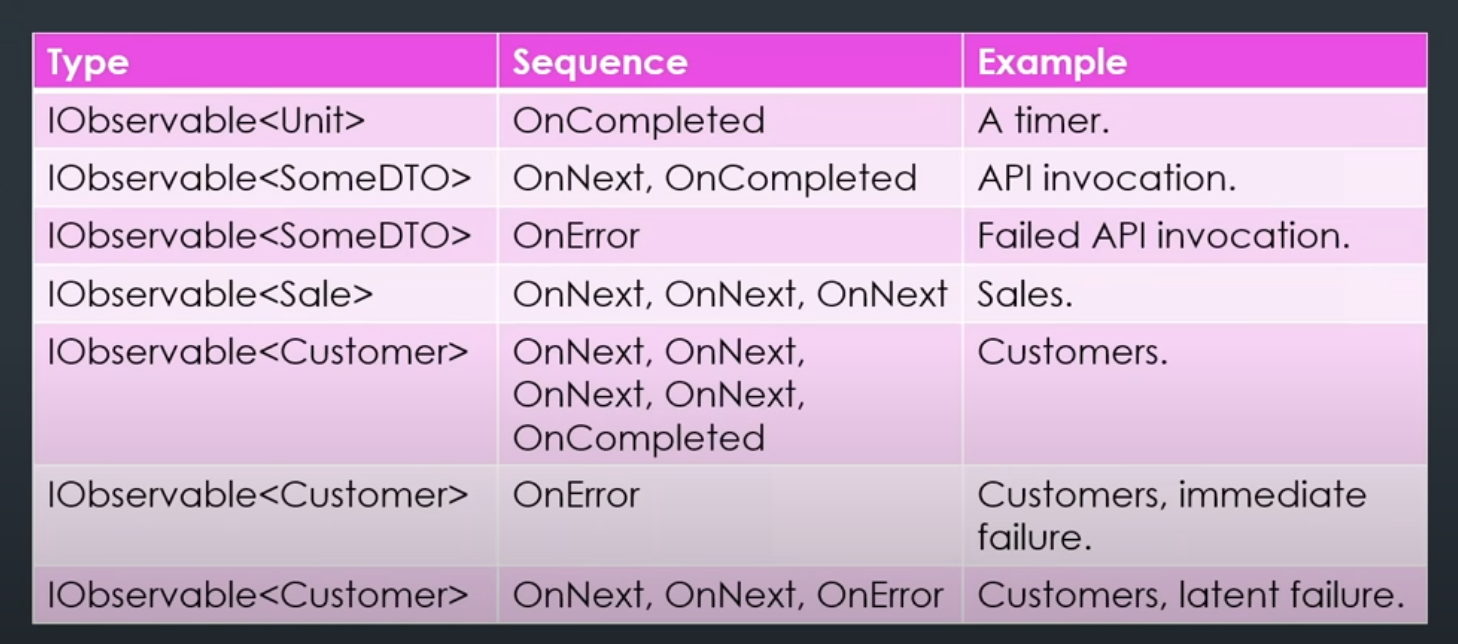 Type Sequence Example
IObservable<Unit> OnCompleted A timer.
IObservable<SomeDTO> OnNext, OnCompleted API invocation.
IObservable<SomeDTO> OnError Failed API invocation.
IObservable<Sale> OnNext, OnNext, OnNext Sales.
IObservable<Customer> OnNext, OnNext, Customers.
OnNext, OnNext,
OnCompleted
IObservable<Customer> OnError Customers, immediate
failure.
IObservable<Customer> OnNext, OnNext, OnError Customers, latent failure.